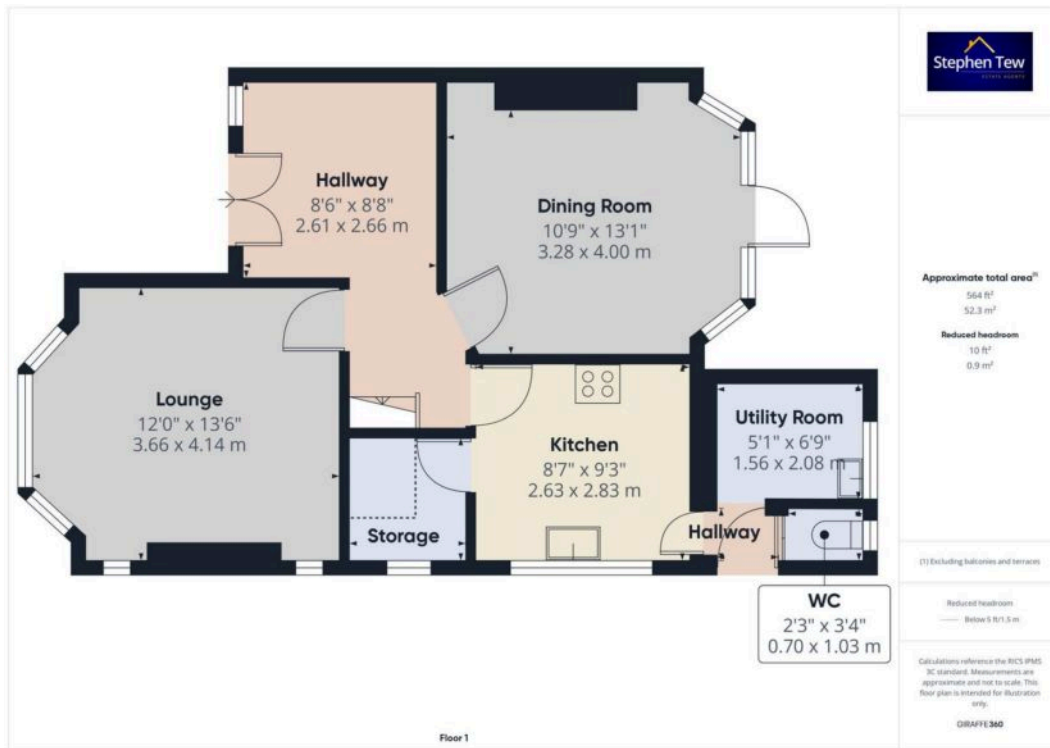 Hallway
8'6" x 8'8"
2.61 x 2.66 m
Dining Room
10'9" x 13'1"
3.28 x 4.00 m
Lounge
12'0" x 13'6"
3.66 x 4.14 m
Kitchen
8'7" x 9'3"
2.63 x 2.83 m
Utility Room
5'1" x 6'9"
1.56 x 2.08 m
Storage
Hallway
WC
2'3" x 3'4"
0.70 x 1.03 m
Floor 1
Stephen Tew
ESTATE AGENTS
Approximate total area⁽¹⁾
564 ft²
52.3 m²
Reduced headroom
10 ft²
0.9 m²
(1) Excluding balconies and terraces
Reduced headroom
Below 5 ft/1.5 m
Calculations reference the RICS IPMS
3C standard. Measurements are
approximate and not to scale. This
floor plan is intended for illustration
only.
GIRAFFE360